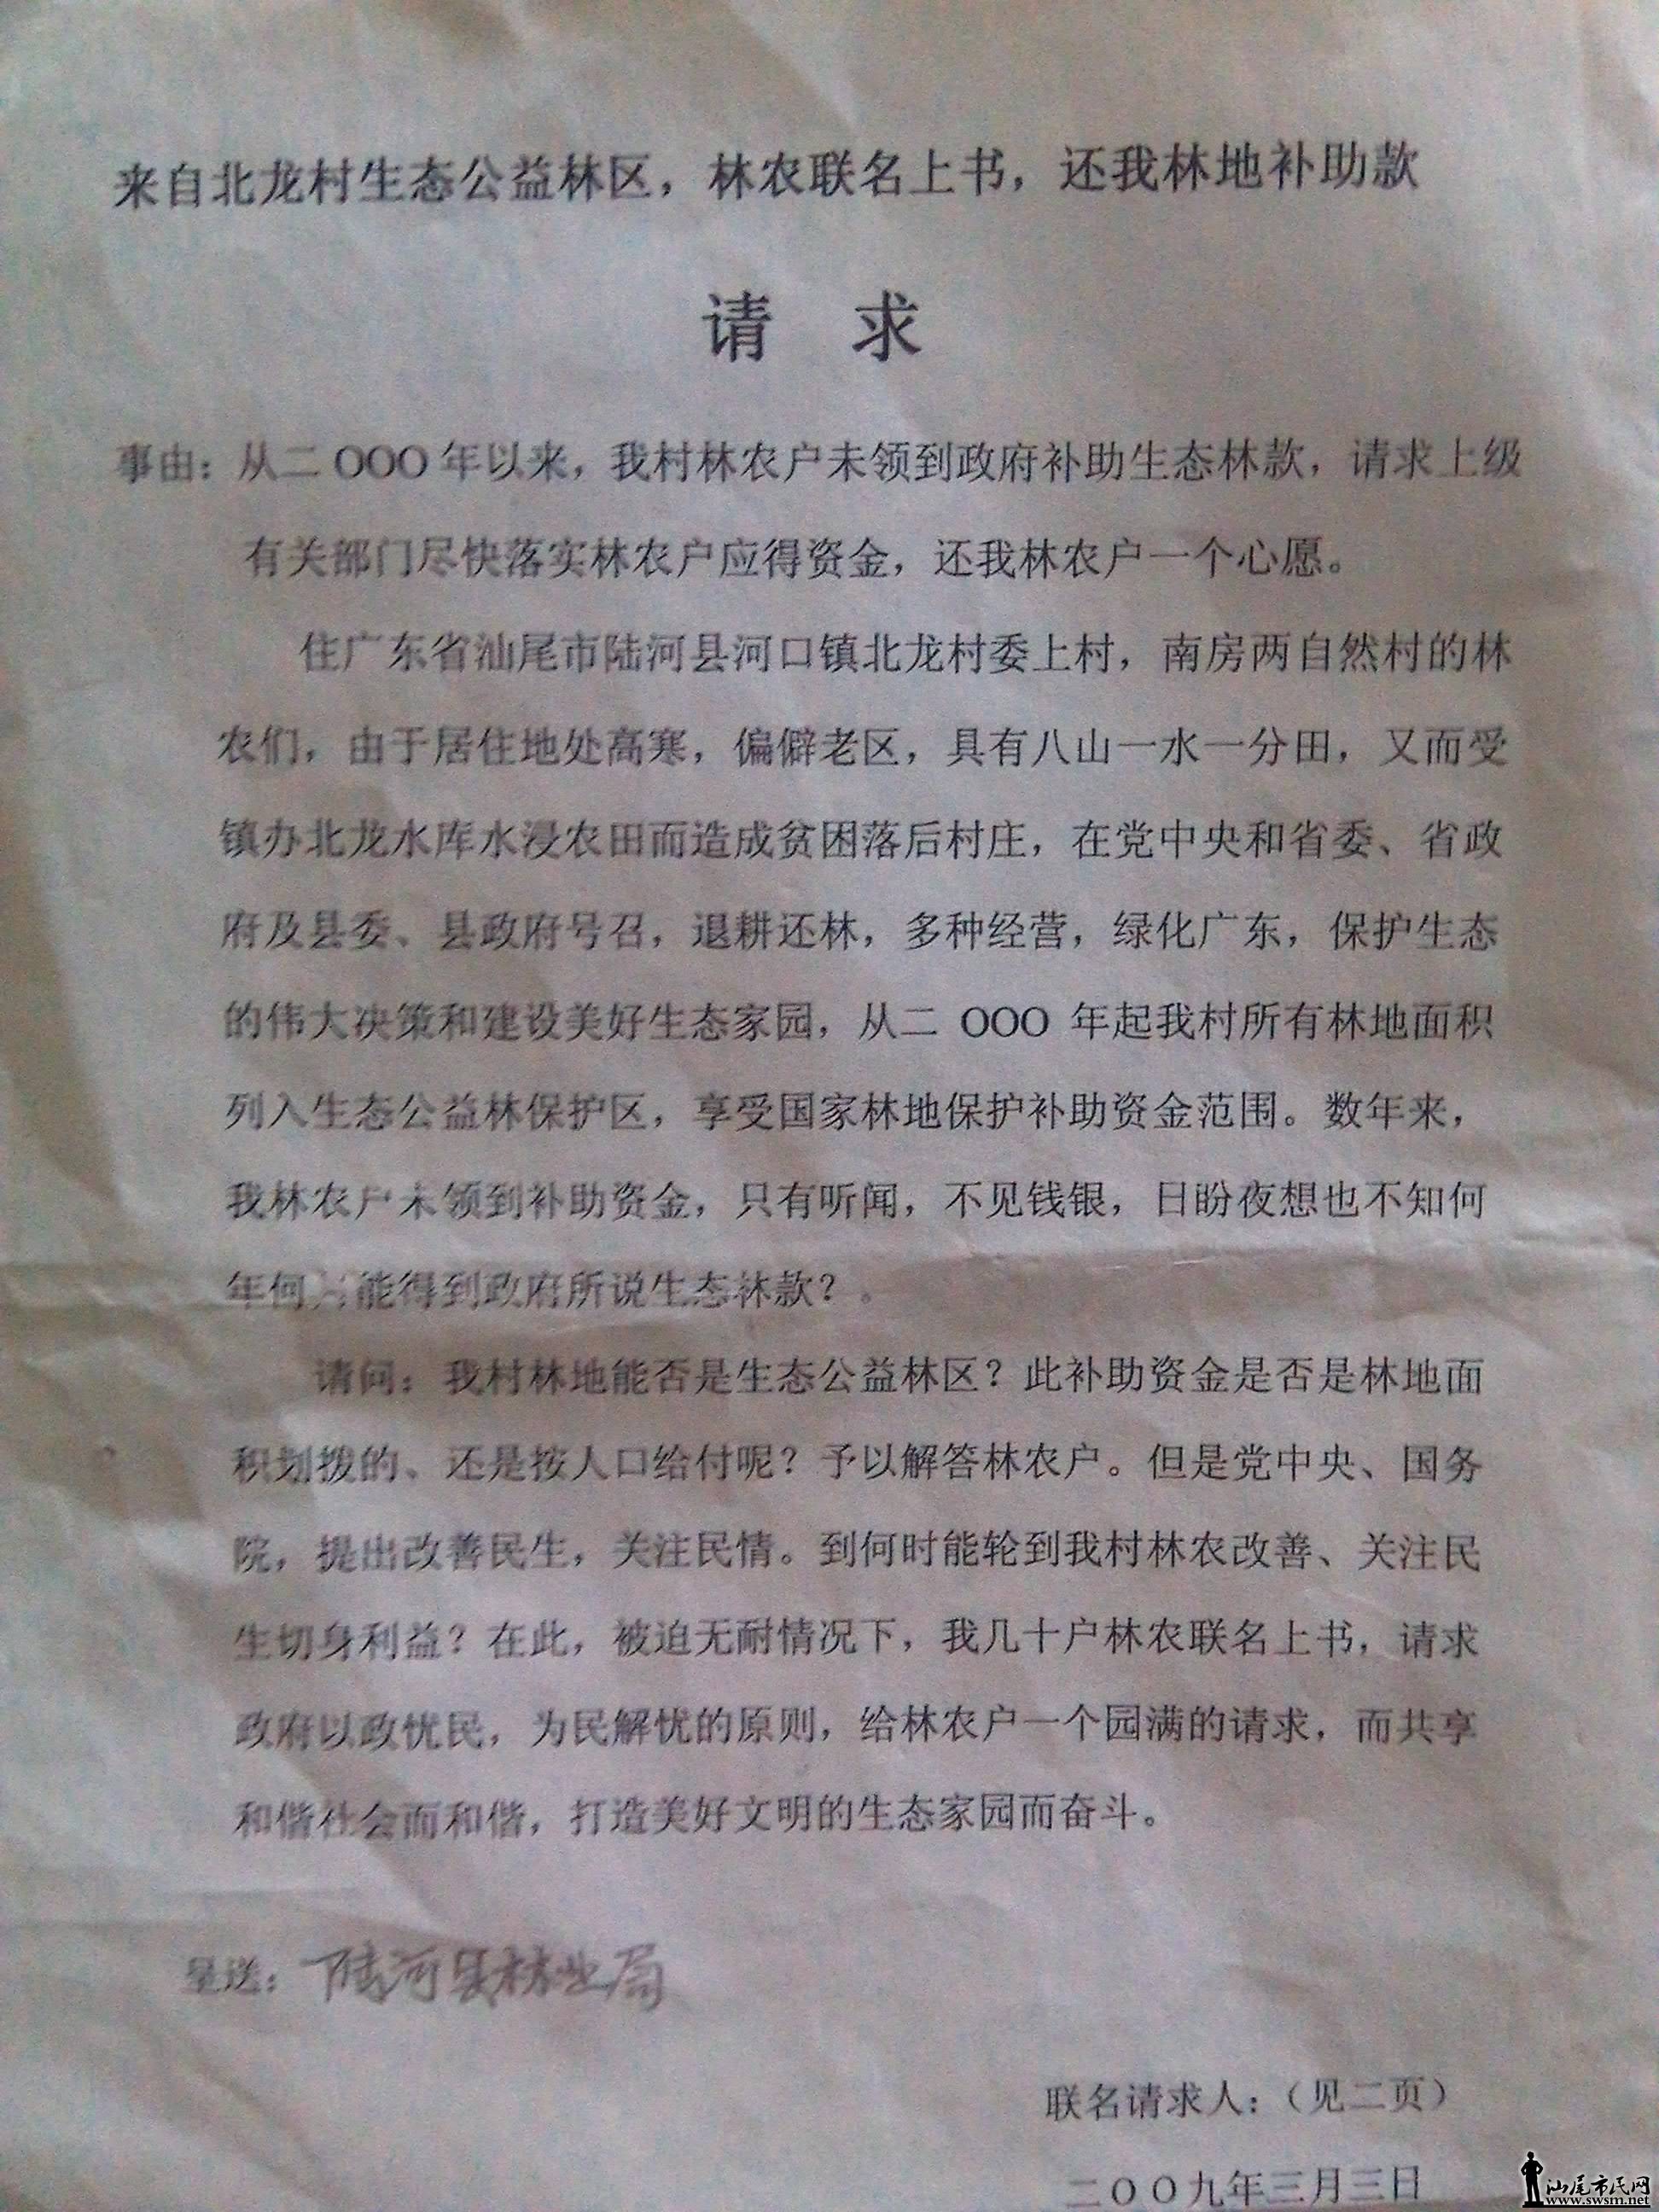 来自北龙村生态公益林区，林农联名上书，还我林地补助款
请 求
事由：从二OOO年以来，我村林农户未领到政府补助生态林款，请求上级
有关部门尽快落实林农户应得资金，还我林农户一个心愿。
住广东省汕尾市陆河县河口镇北龙村委上村，南房两自然村的林
农们，由于居住地处高寒，偏僻老区，具有八山一水一分田，又而受
镇办北龙水库水浸农田而造成贫困落后村庄，在党中央和省委、省政
府及县委、县政府号召，退耕还林，多种经营，绿化广东，保护生态
的伟大决策和建设美好生态家园，从二 OOO 年起我村所有林地面积
列入生态公益林保护区，享受国家林地保护补助资金范围。数年来，
我林农户未领到补助资金，只有听闻，不见钱银，日盼夜想也不知何
年何月能得到政府所说生态林款？。
请问：我村林地能否是生态公益林区？此补助资金是否是林地面
积划拨的、还是按人口给付呢？予以解答林农户。但是党中央、国务
院，提出改善民生，关注民情。到何时能轮到我村林农改善、关注民
生切身利益？在此，被迫无耐情况下，我几十户林农联名上书，请求
政府以政忧民，为民解忧的原则，给林农户一个园满的请求，而共享
和偕社会而和偕，打造美好文明的生态家园而奋斗。
呈送：陆河县林业局
联名请求人：（见二页）
二OO九年三月三日
汕尾市民网
www.swsm.net